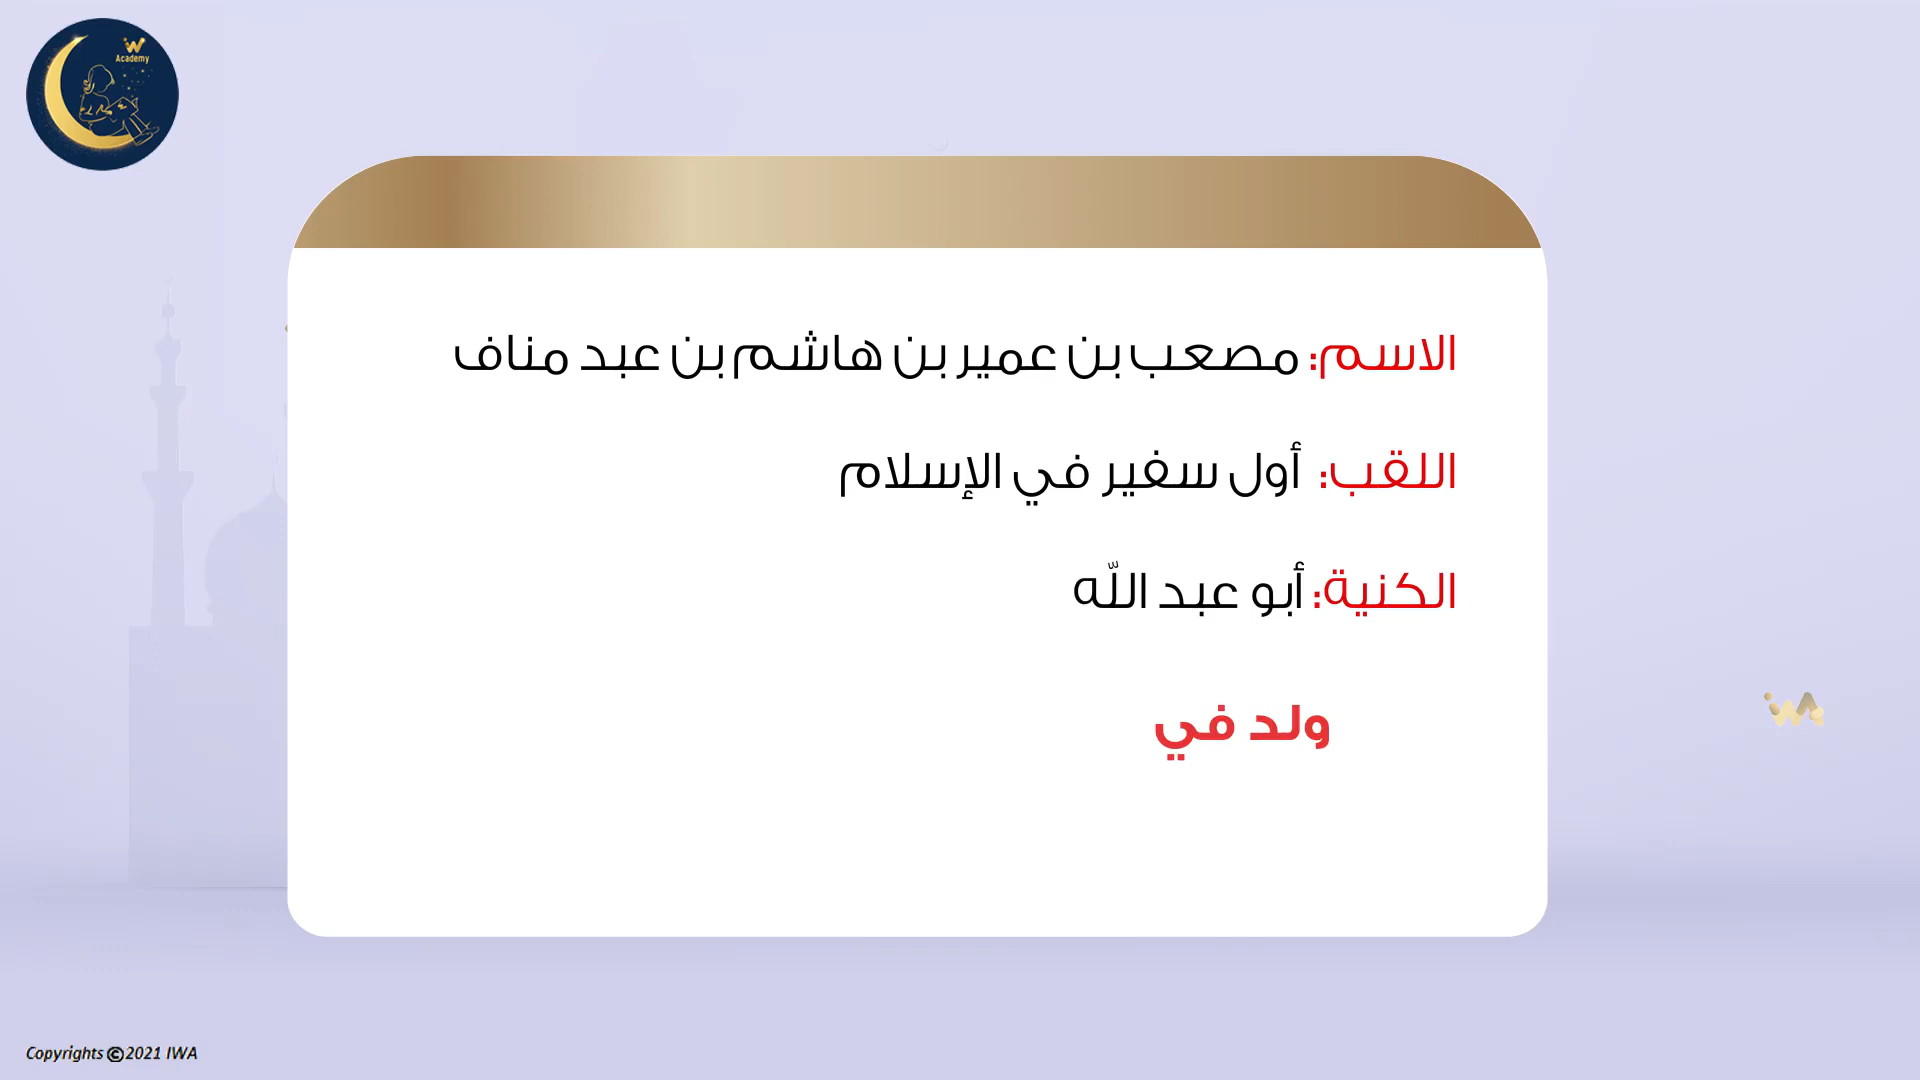 W
Academy
الاسم: مصعب بن عمير بن هاشم بن عبد مناف
اللقب: أول سفير في الإسلام
الكنية: أبو عبد اللّه
ولد في
IWA
Copyrights ©2021 IWA